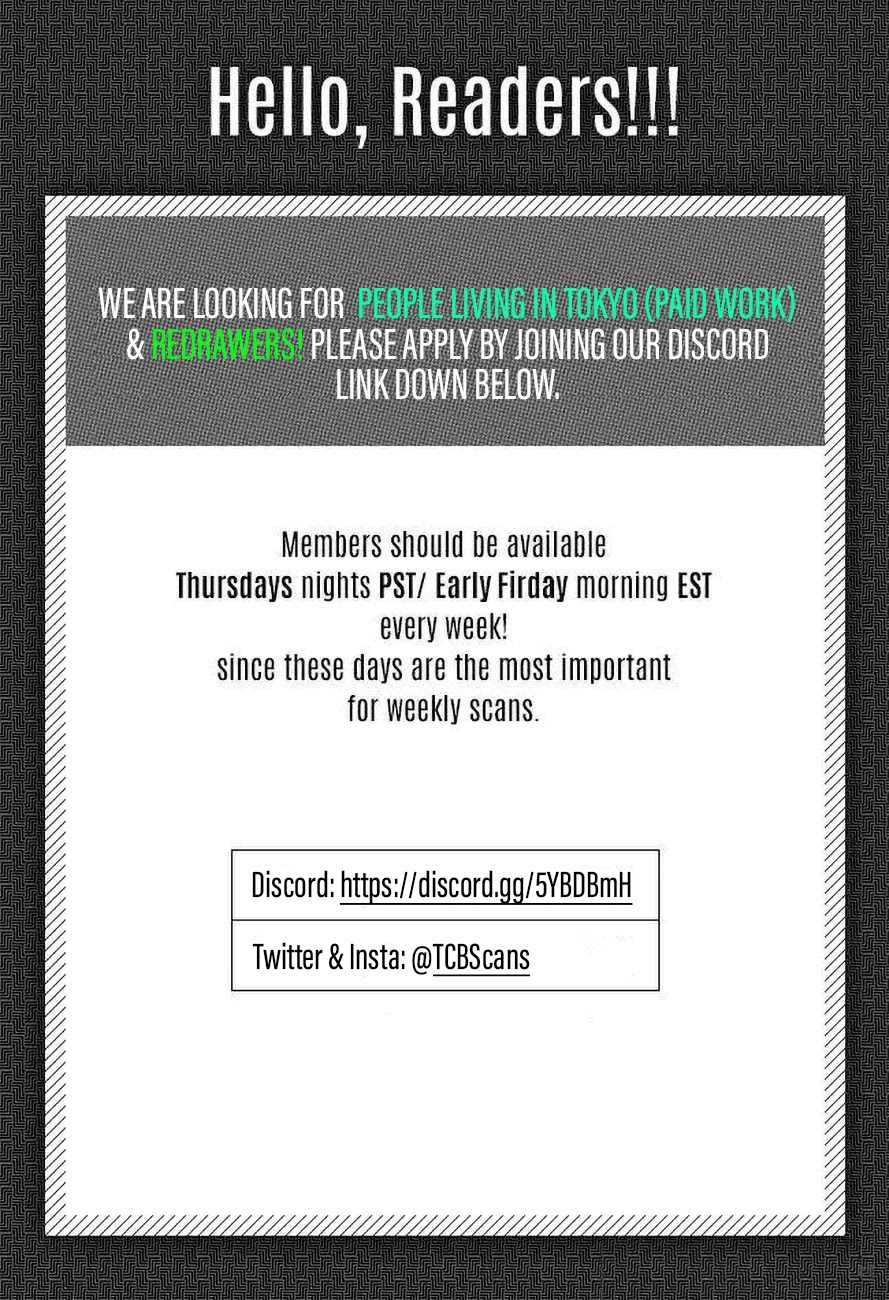 Hello, Readers!!!
WE ARE LOOKING FOR PEOPLE LIVING IN TOKYO (PAID WORK)
& REDRAWERS! PLEASE APPLY BY JOINING OUR DISCORD
LINK DOWN BELOW.
Members should be available
Thursdays nights PST/ Early Firday morning EST
every week!
since these days are the most important
for weekly scans.
Discord: https://discord.gg/5YBDBmH
Twitter & Insta: @TCBScans